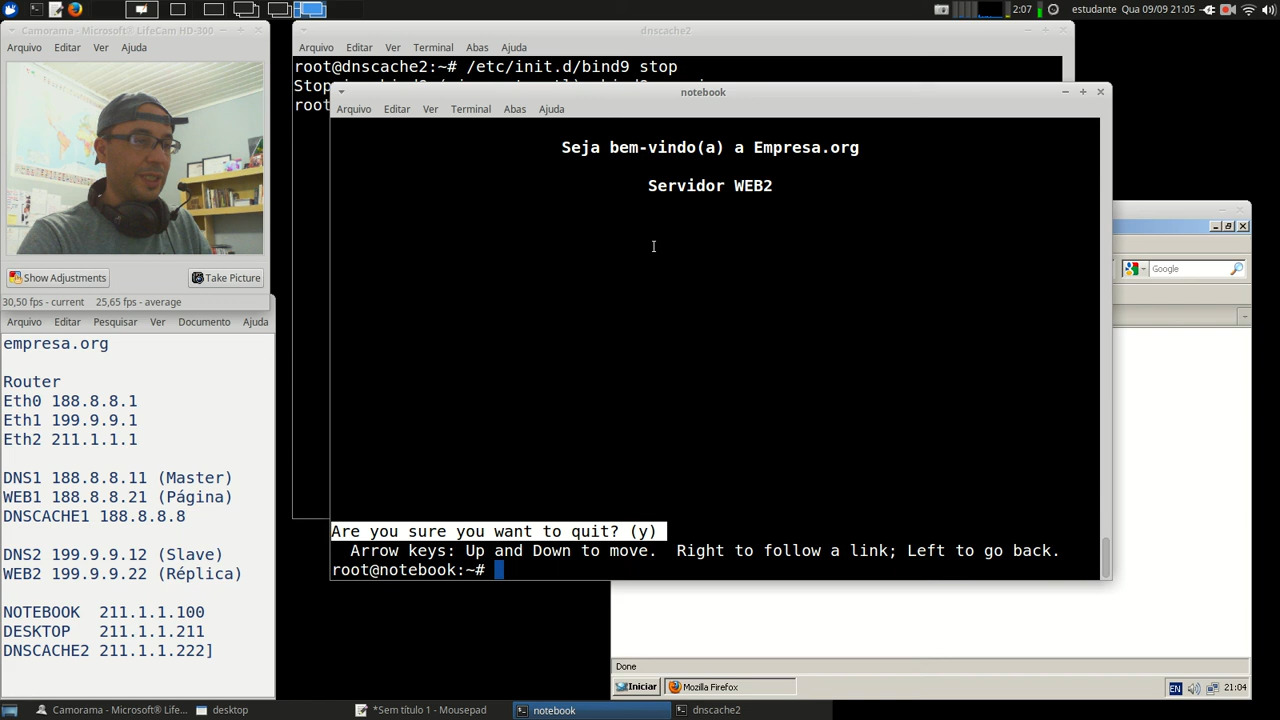 2:07
estudante
Qua 09/09 21:05
Camorama - Microsoft® LifeCam HD-300
Arquivo Editar Ver Ajuda
Show Adjustments
Take Picture
30,50 fps - current 25,65 fps - average
Arquivo Editar Pesquisar Ver Documento Ajuda
empresa.org
Router
Eth0 188.8.8.1
Eth1 199.9.9.1
Eth2 211.1.1.1
DNS1 188.8.8.11 (Master)
WEB1 188.8.8.21 (Página)
DNSCACHE1 188.8.8.8
DNS2 199.9.9.12 (Slave)
WEB2 199.9.9.22 (Réplica)
NOTEBOOK 211.1.1.100
DESKTOP 211.1.1.211
DNSCACHE2 211.1.1.222]
dnscache2
Arquivo Editar Ver Terminal Abas Ajuda
root@dnscache2:~# /etc/init.d/bind9 stop
Stop
root
notebook
Arquivo Editar Ver Terminal Abas Ajuda
Seja bem-vindo(a) a Empresa.org
Servidor WEB2
Are you sure you want to quit? (y)
Arrow keys: Up and Down to move. Right to follow a link; Left to go back.
root@notebook:~#
Google
Done
Iniciar
Mozilla Firefox
EN
21:04
Camorama - Microsoft® Life...
desktop
*Sem título 1 - Mousepad
notebook
dnscache2